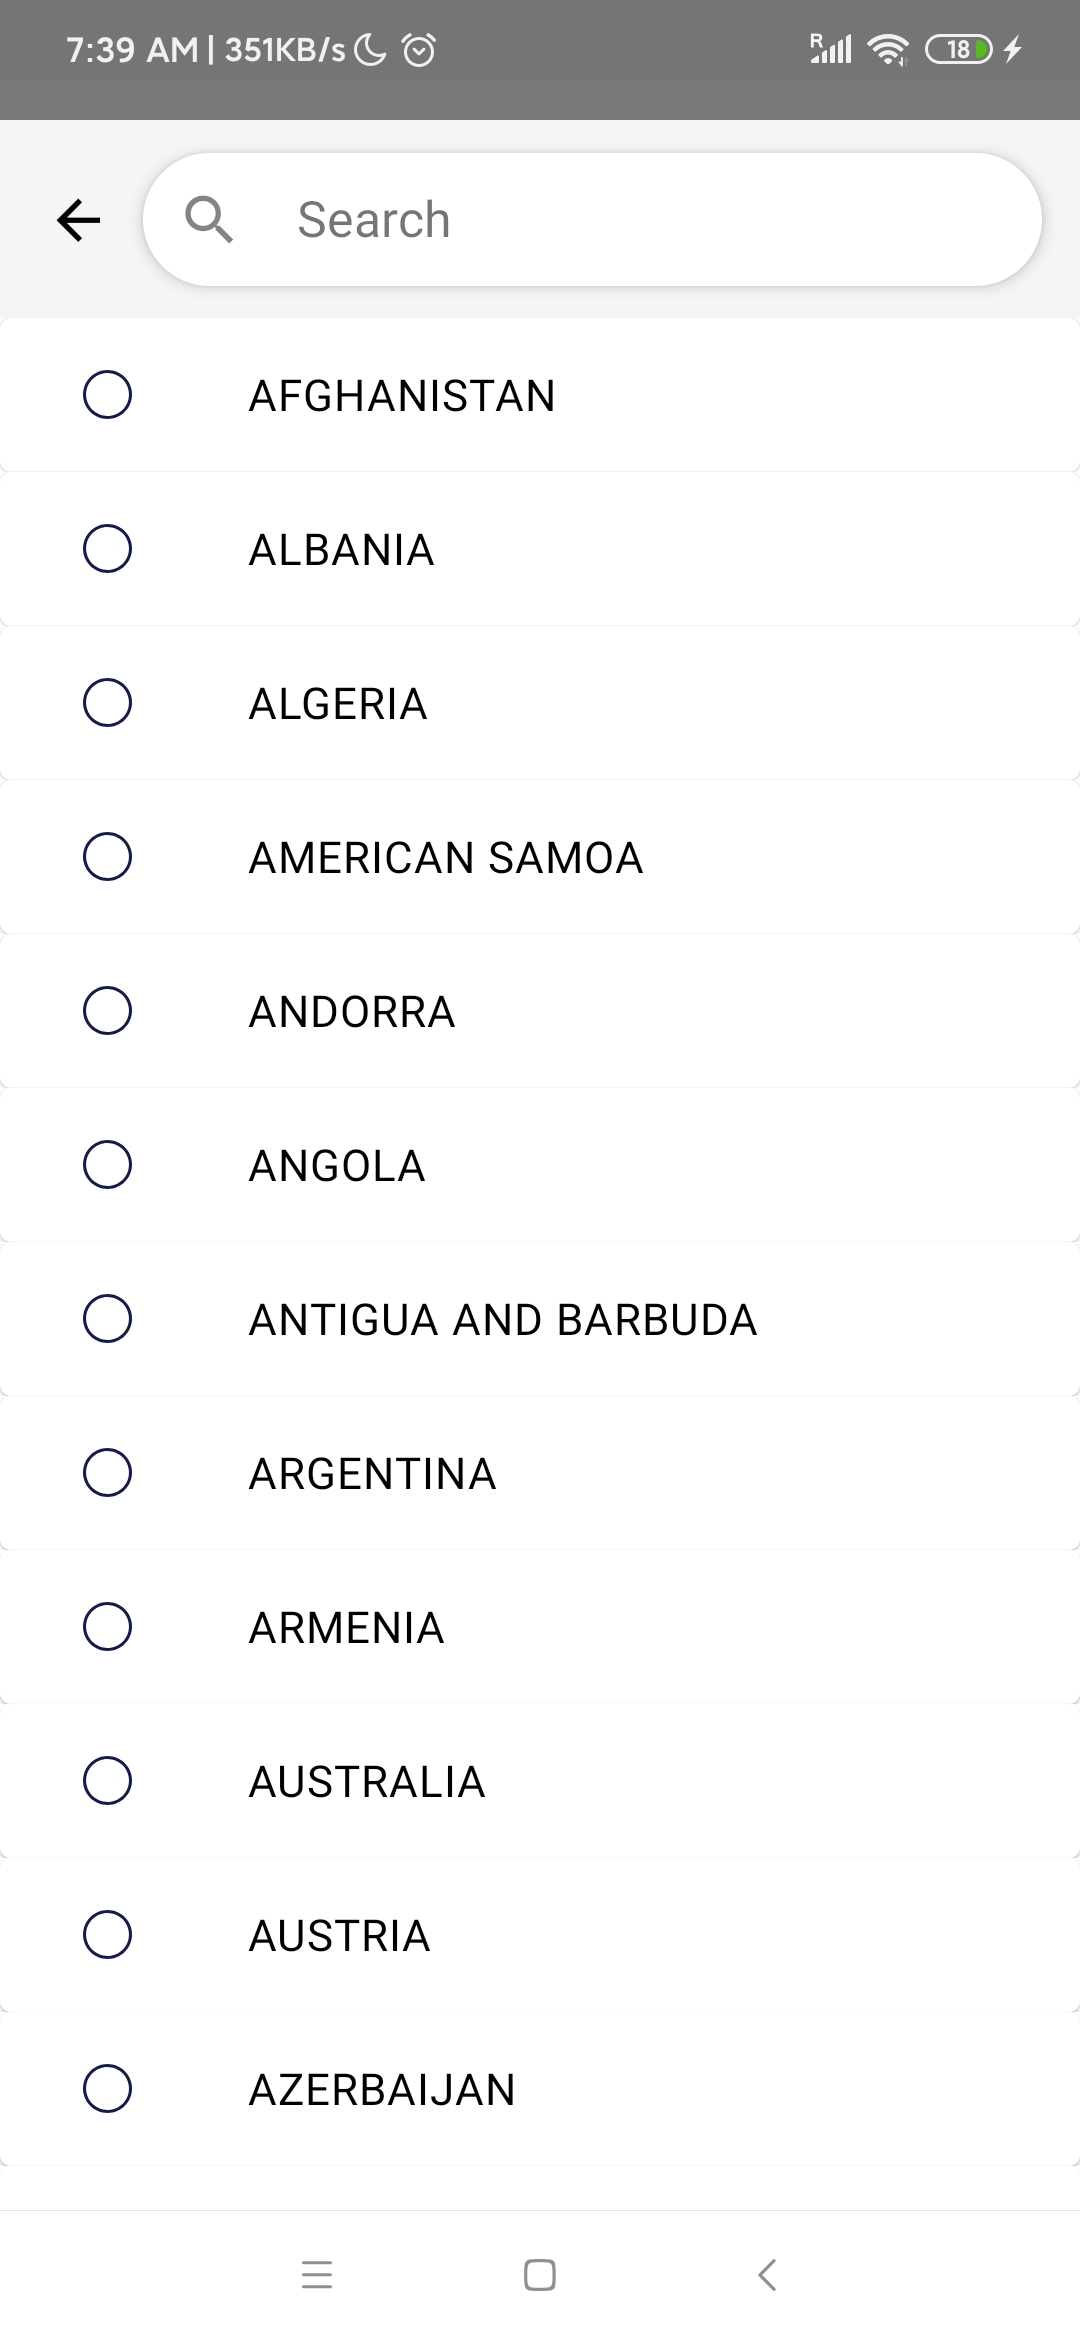 7:39 AM | 351KB/s
R
18
Search
AFGHANISTAN
ALBANIA
ALGERIA
AMERICAN SAMOA
ANDORRA
ANGOLA
ANTIGUA AND BARBUDA
ARGENTINA
ARMENIA
AUSTRALIA
AUSTRIA
AZERBAIJAN